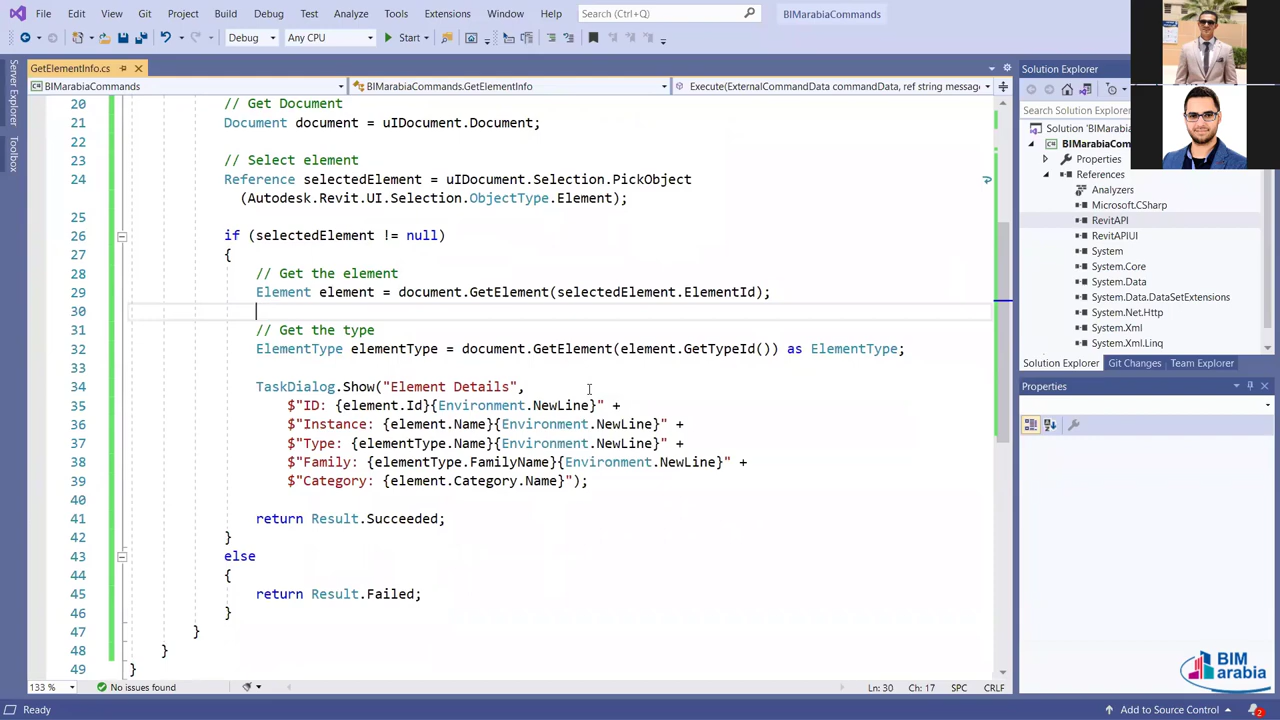 File Edit View Git Project Build Debug Test Analyze Tools Extensions Window Help Search (Ctrl+Q) BIMarabiaCommands
Debug Any CPU Start
Server Explorer
Toolbox
GetElementInfo.cs
BIMarabiaCommands BIMarabiaCommands.GetElementInfo Execute(ExternalCommandData commandData, ref string message,
20 // Get Document
21 Document document = uIDocument.Document;
22
23 // Select element
24 Reference selectedElement = uIDocument.Selection.PickObject
(Autodesk.Revit.UI.Selection.ObjectType.Element);
25
26 if (selectedElement != null)
27 {
28 // Get the element
29 Element element = document.GetElement(selectedElement.ElementId);
30
31 // Get the type
32 ElementType elementType = document.GetElement(element.GetTypeId()) as ElementType;
33
34 TaskDialog.Show("Element Details",
35 $"ID: {element.Id}{Environment.NewLine}" +
36 $"Instance: {element.Name}{Environment.NewLine}" +
37 $"Type: {elementType.Name}{Environment.NewLine}" +
38 $"Family: {elementType.FamilyName}{Environment.NewLine}" +
39 $"Category: {element.Category.Name}");
40
41 return Result.Succeeded;
42 }
43 else
44 {
45 return Result.Failed;
46 }
47 }
48 }
49 }
133 % No issues found Ln: 30 Ch: 17 SPC CRLF
Ready Add to Source Control 2
Solution Explorer
Search Solution Explorer
Solution 'BIMarabia
BIMarabiaCom
Properties
References
Analyzers
Microsoft.CSharp
RevitAPI
RevitAPIUI
System
System.Core
System.Data
System.Data.DataSetExtensions
System.Net.Http
System.Xml
System.Xml.Linq
Solution Explorer Git Changes Team Explorer
Properties
BIM
arabia